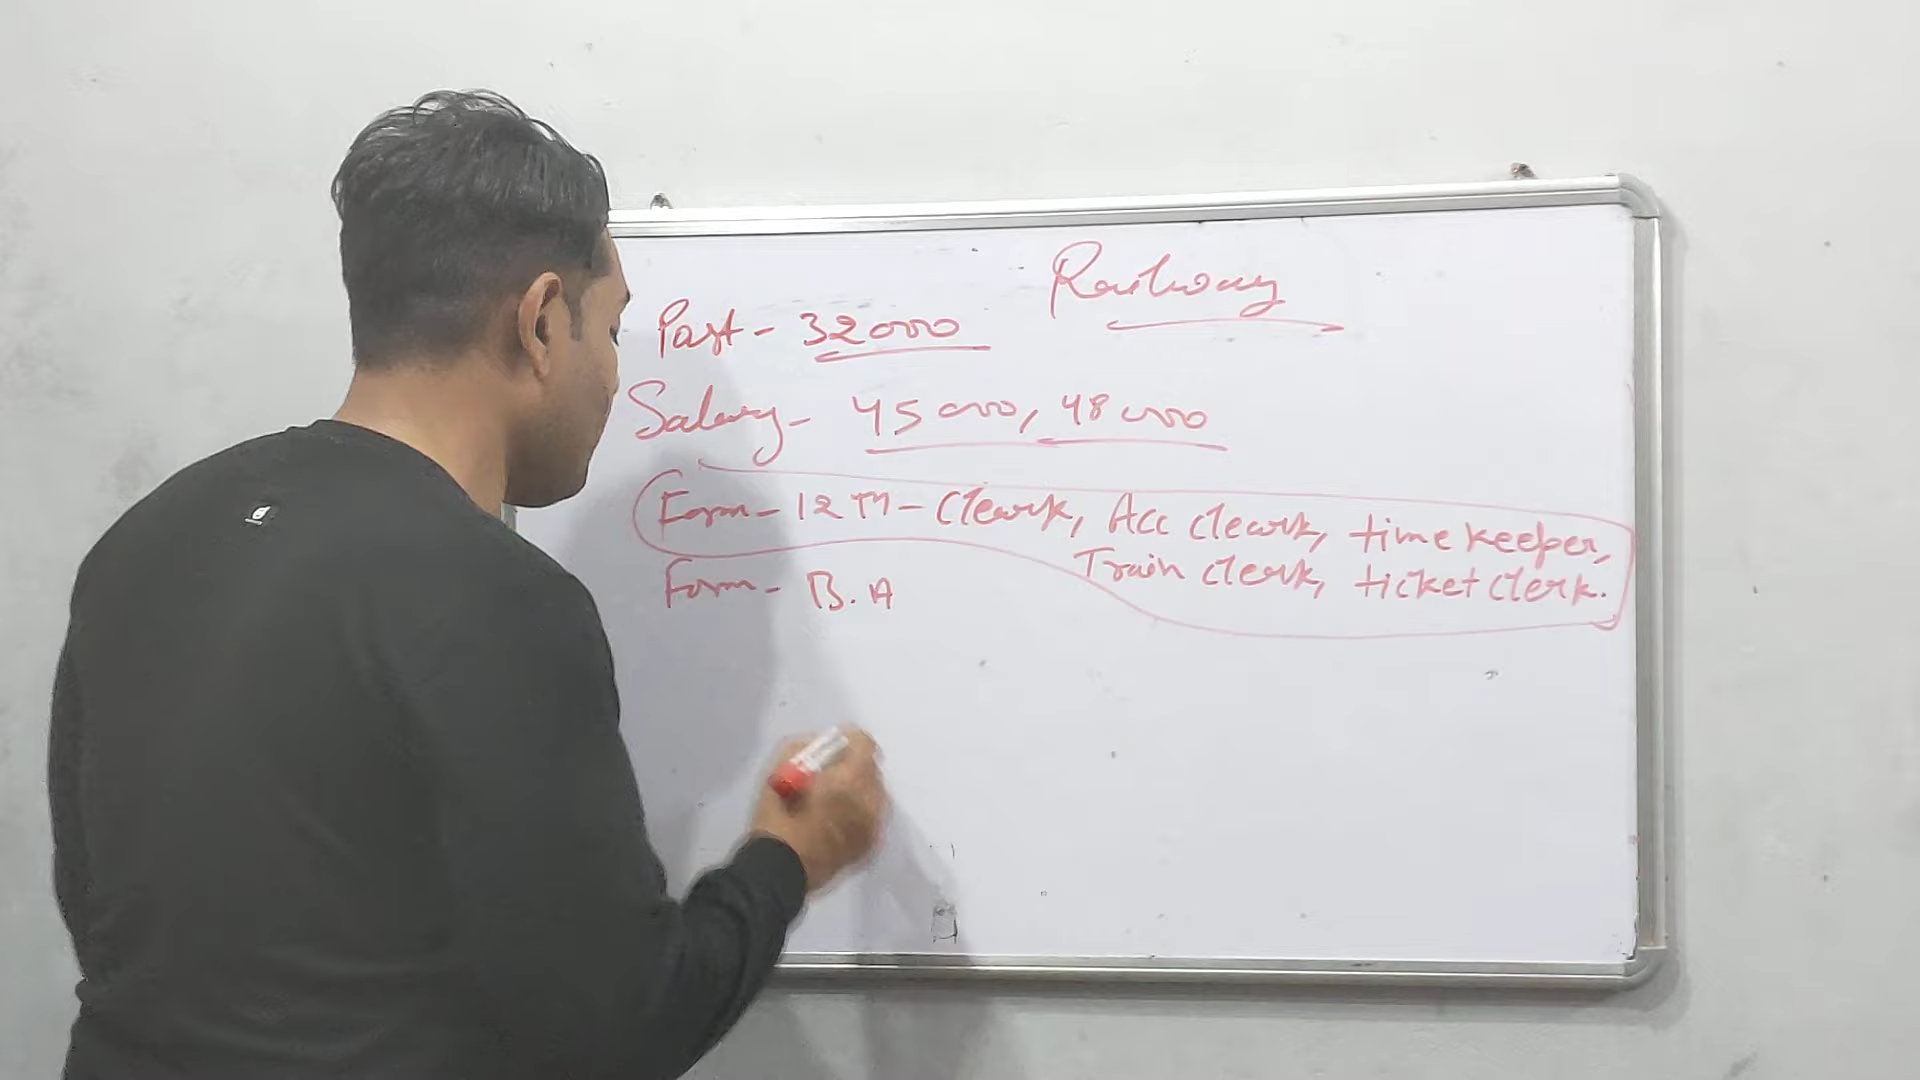 Railway
Post - 32000
Salary - 45000, 48000
Form - 12TH - Clerk, Acc clerk, time keeper,
Train clerk, ticket clerk.
Form - B.A